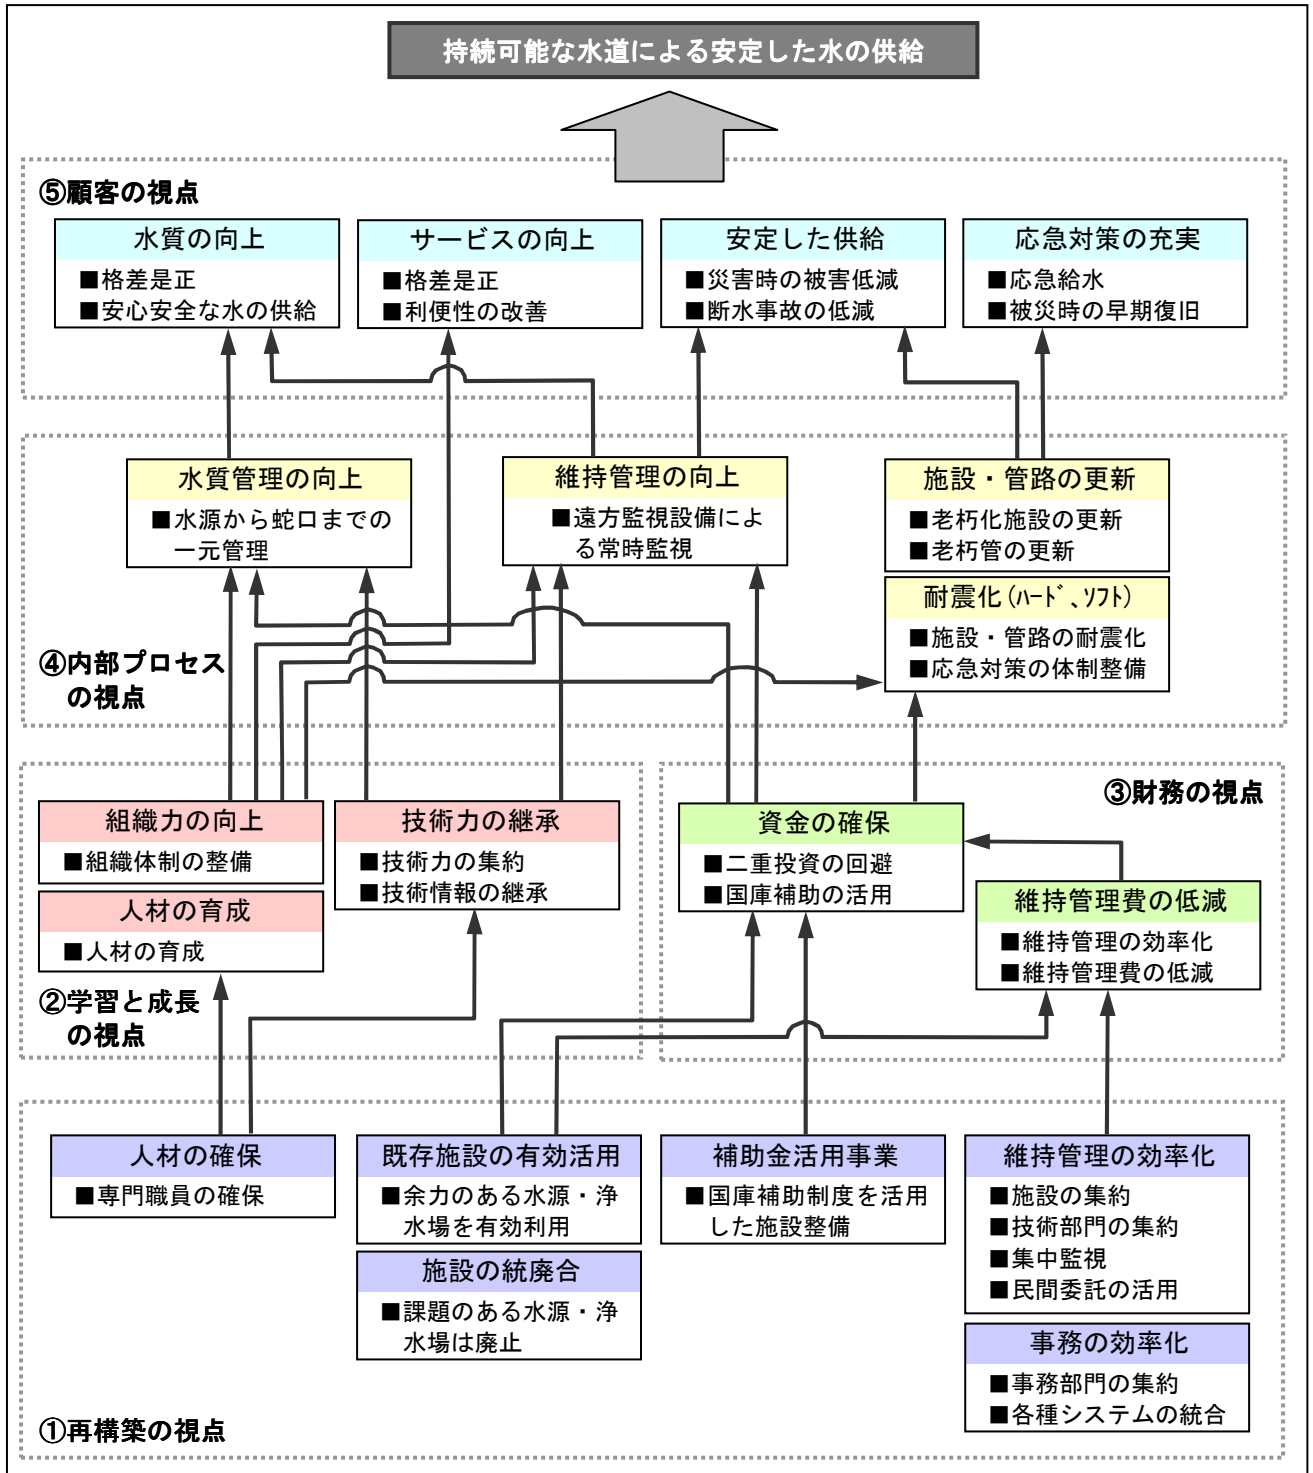 持続可能な水道による安定した水の供給
⑤顧客の視点
水質の向上
■格差是正
■安心安全な水の供給
サービスの向上
■格差是正
■利便性の改善
安定した供給
■災害時の被害低減
■断水事故の低減
応急対策の充実
■応急給水
■被災時の早期復旧
水質管理の向上
■水源から蛇口までの
一元管理
維持管理の向上
■遠方監視設備によ
る常時監視
施設・管路の更新
■老朽化施設の更新
■老朽管の更新
耐震化(ﾊｰﾄﾞ、ｿﾌﾄ)
■施設・管路の耐震化
■応急対策の体制整備
④内部プロセス
の視点
組織力の向上
■組織体制の整備
人材の育成
■人材の育成
技術力の継承
■技術力の集約
■技術情報の継承
②学習と成長
の視点
③財務の視点
資金の確保
■二重投資の回避
■国庫補助の活用
維持管理費の低減
■維持管理の効率化
■維持管理費の低減
人材の確保
■専門職員の確保
既存施設の有効活用
■余力のある水源・浄
水場を有効利用
施設の統廃合
■課題のある水源・浄
水場は廃止
補助金活用事業
■国庫補助制度を活用
した施設整備
維持管理の効率化
■施設の集約
■技術部門の集約
■集中監視
■民間委託の活用
事務の効率化
■事務部門の集約
■各種システムの統合
①再構築の視点